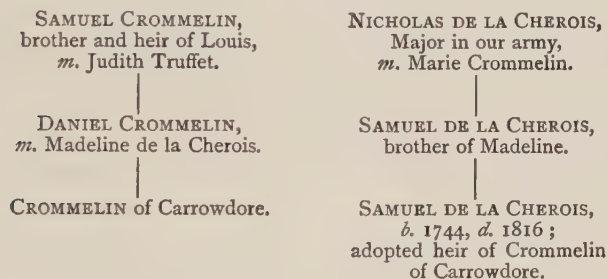 SAMUEL CROMMELIN,
brother and heir of Louis,
m. Judith Truffet.
DANIEL CROMMELIN,
m. Madeline de la Cherois.
CROMMELIN of Carrowdore.
NICHOLAS DE LA CHEROIS,
Major in our army,
m. Marie Crommelin.
SAMUEL DE LA CHEROIS,
brother of Madeline.
SAMUEL DE LA CHEROIS,
b. 1744, d. 1816 ;
adopted heir of Crommelin
of Carrowdore.